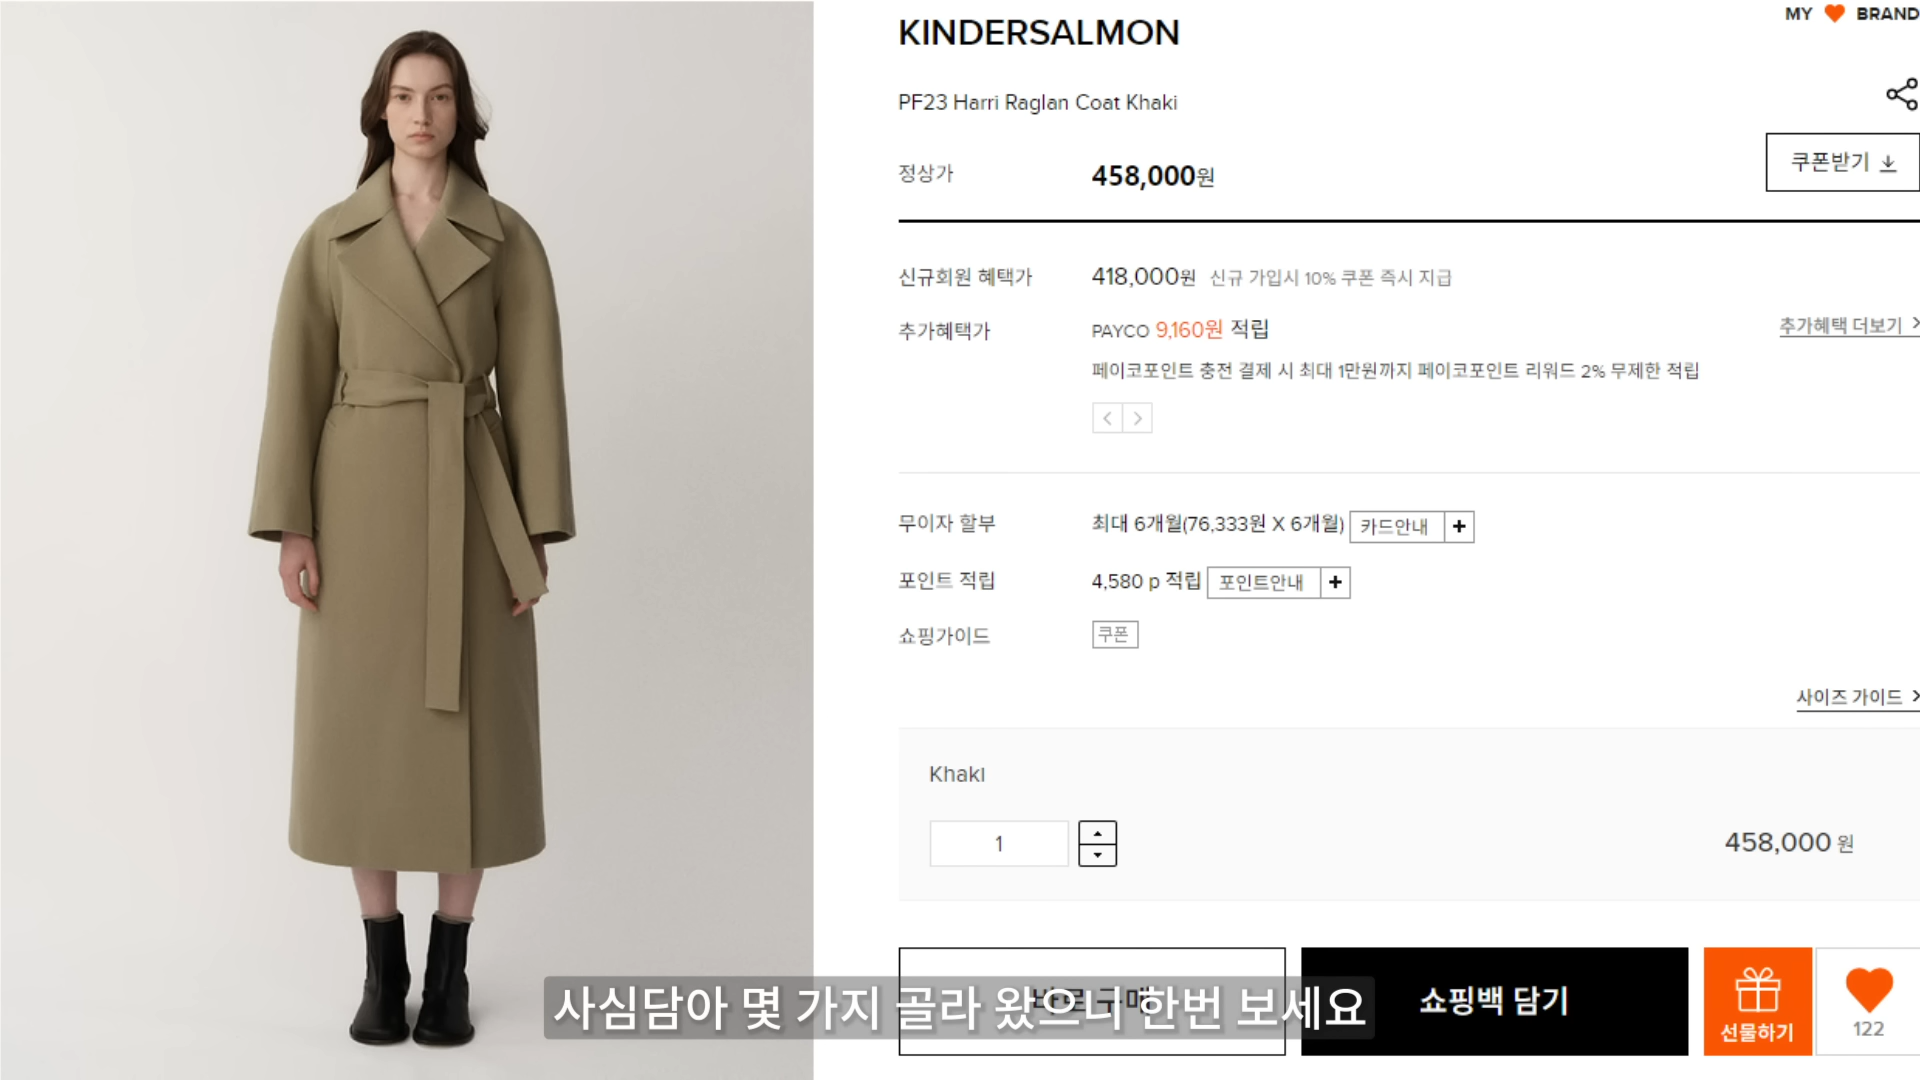 MY BRAND
KINDERSALMON
PF23 Harri Raglan Coat Khaki
정상가 458,000원
쿠폰받기
신규회원 혜택가 418,000원 신규 가입시 10% 쿠폰 즉시 지급
추가혜택가 PAYCO 9,160원 적립
추가혜택 더보기 >
페이코포인트 충전 결제 시 최대 1만원까지 페이코포인트 리워드 2% 무제한 적립
무이자 할부 최대 6개월(76,333원 X 6개월) 카드안내 +
포인트 적립 4,580 p 적립 포인트안내 +
쇼핑가이드 쿠폰
사이즈 가이드 >
Khaki
1
458,000 원
바로 구매
쇼핑백 담기
선물하기
122
사심담아 몇 가지 골라 왔으니 한번 보세요